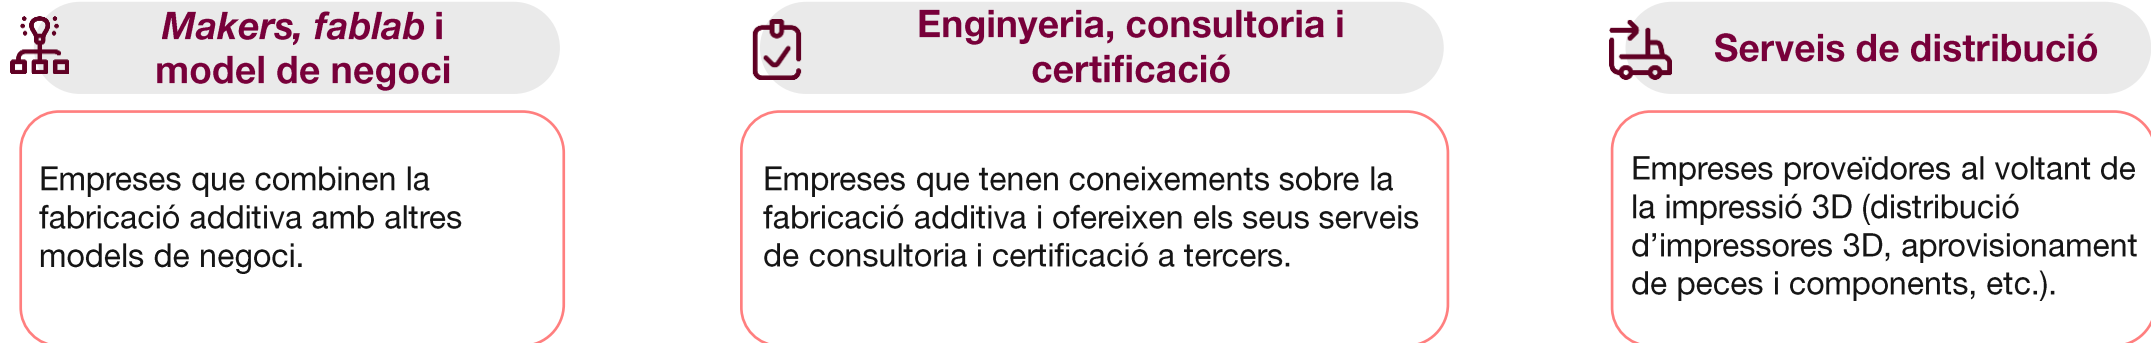 Makers, fablab i
model de negoci
Empreses que combinen la
fabricació additiva amb altres
models de negoci.
Enginyeria, consultoria i
certificació
Empreses que tenen coneixements sobre la
fabricació additiva i ofereixen els seus serveis
de consultoria i certificació a tercers.
Serveis de distribució
Empreses proveïdores al voltant de
la impressió 3D (distribució
d’impressores 3D, aprovisionament
de peces i components, etc.).